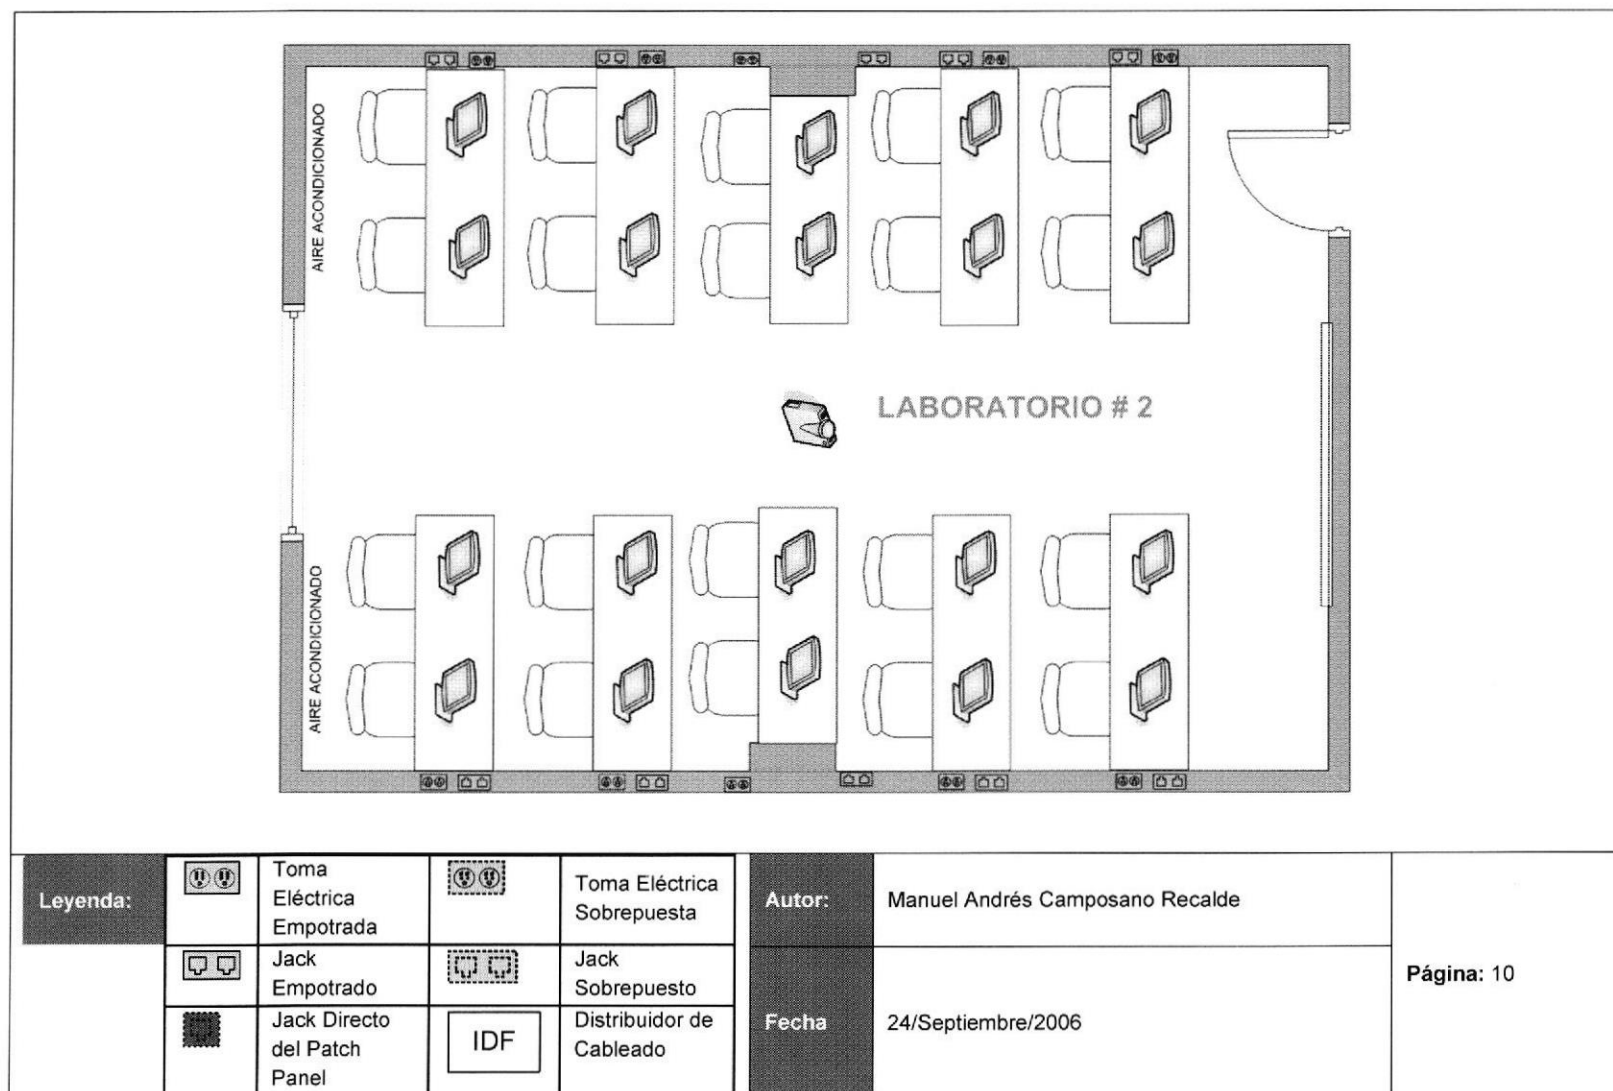 AIRE ACONDICIONADO
LABORATORIO # 2
AIRE ACONDICIONADO
Leyenda:
Toma
Eléctrica
Empotrada
Toma Eléctrica
Sobrepuesta
Jack
Empotrado
Jack
Sobrepuesto
Jack Directo
del Patch
Panel
IDF
Distribuidor de
Cableado
Autor:
Manuel Andrés Camposano Recalde
Fecha
24/Septiembre/2006
Página: 10